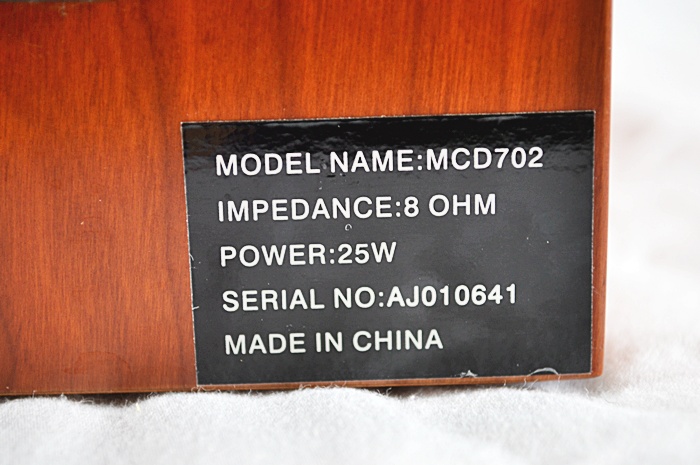 MODEL NAME:MCD702
IMPEDANCE:8 OHM
POWER:25W
SERIAL NO:AJ010641
MADE IN CHINA